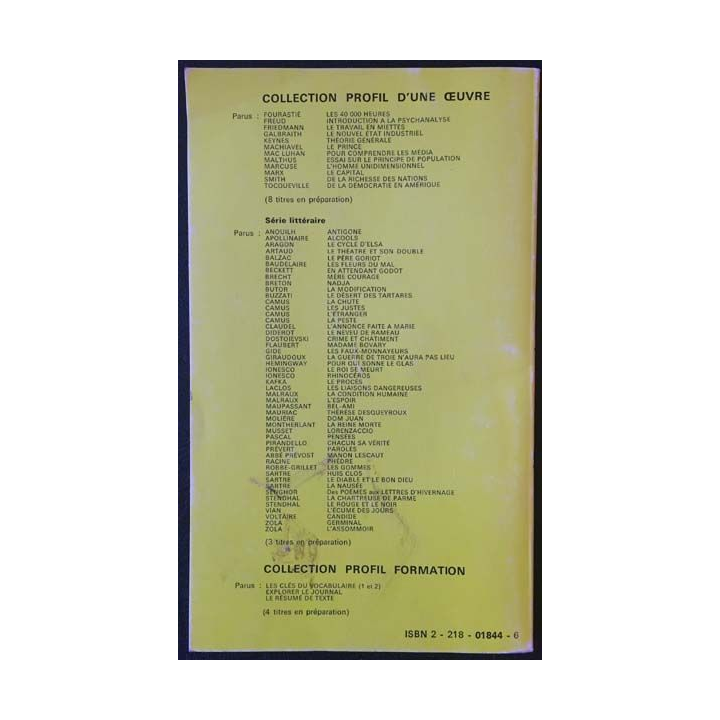 COLLECTION PROFIL D'UNE ŒUVRE
Parus : FOURASTIÉ LES 40 000 HEURES
FREUD INTRODUCTION A LA PSYCHANALYSE
FRIEDMANN LE TRAVAIL EN MIETTES
GALBRAITH LE NOUVEL ÉTAT INDUSTRIEL
KEYNES THÉORIE GÉNÉRALE
MACHIAVEL LE PRINCE
MAC LUHAN POUR COMPRENDRE LES MÉDIA
MALTHUS ESSAI SUR LE PRINCIPE DE POPULATION
MARCUSE L'HOMME UNIDIMENSIONNEL
MARX LE CAPITAL
SMITH DE LA RICHESSE DES NATIONS
TOCQUEVILLE DE LA DÉMOCRATIE EN AMÉRIQUE
(8 titres en préparation)
Série littéraire
Parus : ANOUILH ANTIGONE
APOLLINAIRE ALCOOLS
ARAGON LE CYCLE D'ELSA
ARTAUD LE THÉATRE ET SON DOUBLE
BALZAC LE PÈRE GORIOT
BAUDELAIRE LES FLEURS DU MAL
BECKETT EN ATTENDANT GODOT
BRECHT MÈRE COURAGE
BRETON NADJA
BUTOR LA MODIFICATION
BUZZATI LE DÉSERT DES TARTARES
CAMUS LA CHUTE
CAMUS LES JUSTES
CAMUS L'ÉTRANGER
CAMUS LA PESTE
CLAUDEL L'ANNONCE FAITE A MARIE
DIDEROT LE NEVEU DE RAMEAU
DOSTOIEVSKI CRIME ET CHÂTIMENT
FLAUBERT MADAME BOVARY
GIDE LES FAUX-MONNAYEURS
GIRAUDOUX LA GUERRE DE TROIE N'AURA PAS LIEU
HEMINGWAY POUR QUI SONNE LE GLAS
IONESCO LE ROI SE MEURT
IONESCO RHINOCÉROS
KAFKA LE PROCÈS
LACLOS LES LIAISONS DANGEREUSES
MALRAUX LA CONDITION HUMAINE
MALRAUX L'ESPOIR
MAUPASSANT BEL-AMI
MAURIAC THÉRÈSE DESQUEYROUX
MOLIÈRE DOM JUAN
MONTHERLANT LA REINE MORTE
MUSSET LORENZACCIO
PASCAL PENSÉES
PIRANDELLO CHACUN SA VÉRITÉ
PRÉVERT PAROLES
ABBÉ PRÉVOST MANON LESCAUT
RACINE PHÈDRE
ROBBE-GRILLET LES GOMMES
SARTRE HUIS CLOS
SARTRE LE DIABLE ET LE BON DIEU
SARTRE LA NAUSÉE
SENGHOR Des POÈMES aux LETTRES D'HIVERNAGE
STENDHAL LA CHARTREUSE DE PARME
STENDHAL LE ROUGE ET LE NOIR
VIAN L'ÉCUME DES JOURS
VOLTAIRE CANDIDE
ZOLA GERMINAL
ZOLA L'ASSOMMOIR
(3 titres en préparation)
COLLECTION PROFIL FORMATION
Parus : LES CLÉS DU VOCABULAIRE (1 et 2)
EXPLORER LE JOURNAL
LE RÉSUMÉ DE TEXTE
(4 titres en préparation)
ISBN 2 - 218 - 01844 - 6